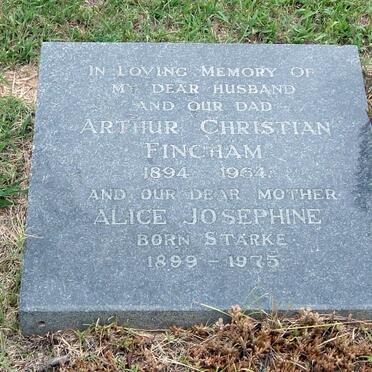 IN LOVING MEMORY OF
MY DEAR HUSBAND
AND OUR DAD
ARTHUR CHRISTIAN
FINCHAM
1894 1964
AND OUR DEAR MOTHER
ALICE JOSEPHINE
BORN STARKE
1899 - 1975